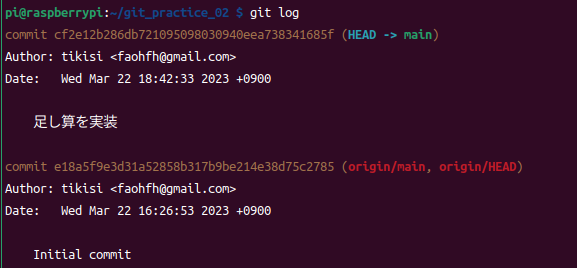 pi@raspberrypi:~/git_practice_02 $ git log
commit cf2e12b286db721095098030940eea738341685f (HEAD -> main)
Author: tikisi <faohfh@gmail.com>
Date:   Wed Mar 22 18:42:33 2023 +0900
足し算を実装
commit e18a5f9e3d31a52858b317b9be214e38d75c2785 (origin/main, origin/HEAD)
Author: tikisi <faohfh@gmail.com>
Date:   Wed Mar 22 16:26:53 2023 +0900
Initial commit